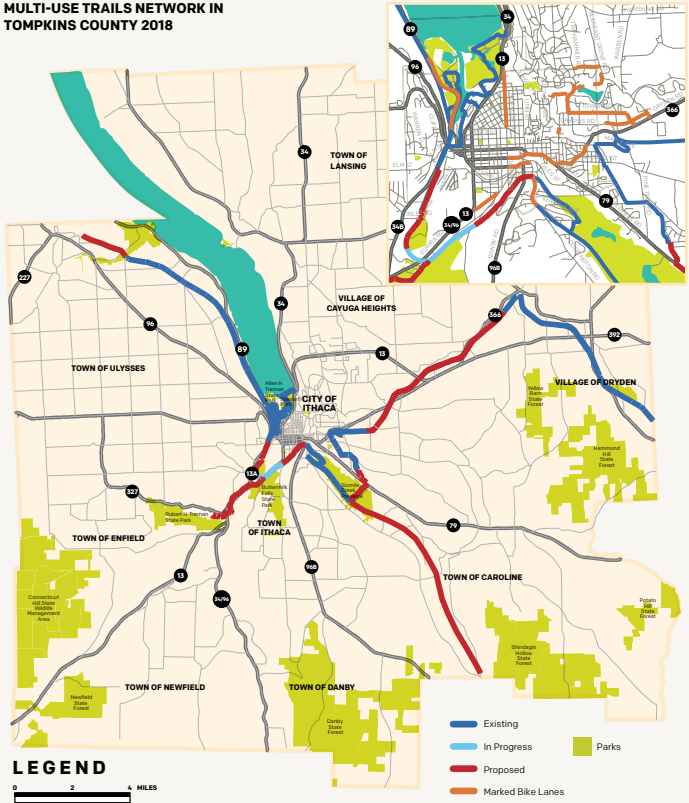 MULTI-USE TRAILS NETWORK IN
TOMPKINS COUNTY 2018
34
89
13
96
366
ELM ST
79
13
34B
34/96
96B
34
TOWN OF
LANSING
227
VILLAGE OF
CAYUGA HEIGHTS
34
366
96
392
89
13
TOWN OF ULYSSES
VILLAGE OF DRYDEN
Allen H.
Treman
State
CITY OF
ITHACA
Yellow
Barn
State
Forest
Hammond
Hill
State
Forest
13A
Buttermilk
Falls
State
Park
327
Robert H. Treman
State Park
TOWN
OF ITHACA
79
TOWN OF ENFIELD
13
96B
TOWN OF CAROLINE
34/96
Connecticut
Hill State
Wildlife
Management
Area
Potato
Hill
State
Forest
Shindagin
Hollow
State
Forest
TOWN OF NEWFIELD
TOWN OF DANBY
Newfield
State
Forest
Danby
State
Forest
LEGEND
0 2 4 MILES
Existing
In Progress
Parks
Proposed
Marked Bike Lanes